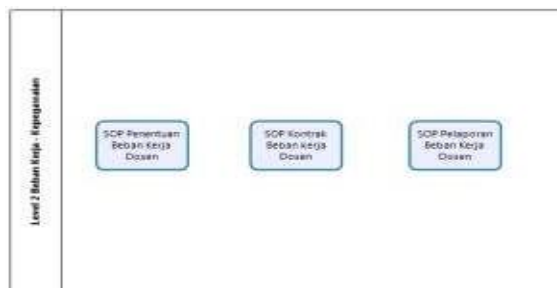 Level 2 Beban Kerja - Kepegawaian
SOP Penentuan
Beban Kerja
Dosen
SOP Kontrak
Beban kerja
Dosen
SOP Pelaporan
Beban Kerja
Dosen